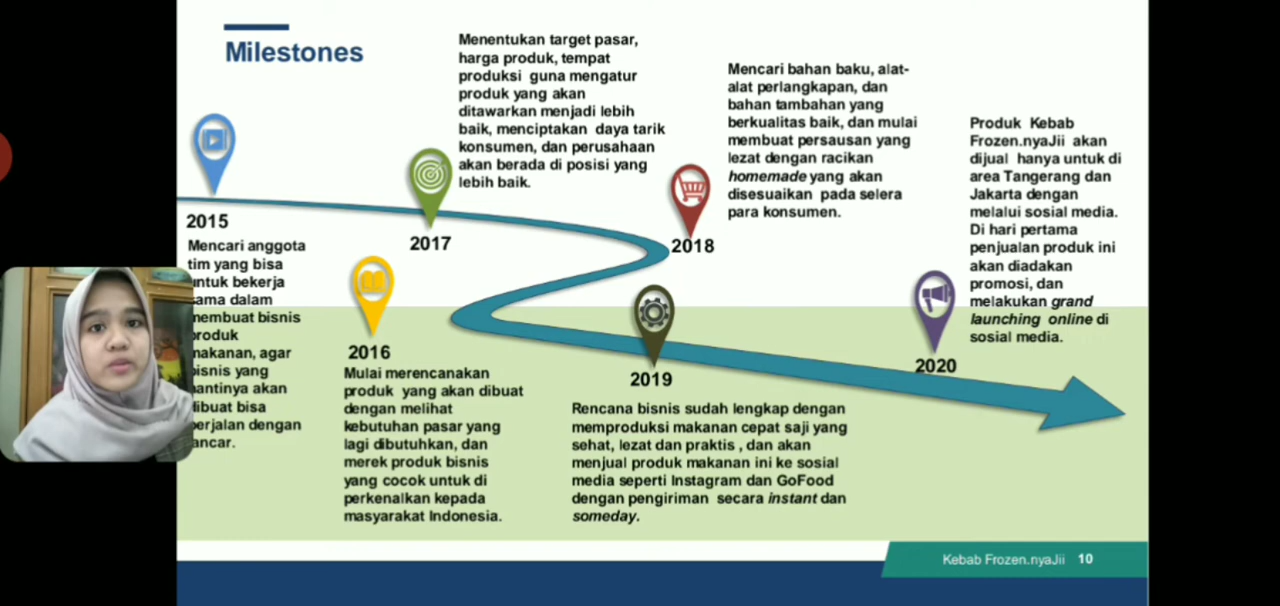 Milestones
2015
Mencari anggota
tim yang bisa
untuk bekerja
sama dalam
membuat bisnis
produk
makanan, agar
bisnis yang
nantinya akan
dibuat bisa
berjalan dengan
lancar.
2016
Mulai merencanakan
produk yang akan dibuat
dengan melihat
kebutuhan pasar yang
lagi dibutuhkan, dan
merek produk bisnis
yang cocok untuk di
perkenalkan kepada
masyarakat Indonesia.
Menentukan target pasar,
harga produk, tempat
produksi guna mengatur
produk yang akan
ditawarkan menjadi lebih
baik, menciptakan daya tarik
konsumen, dan perusahaan
akan berada di posisi yang
lebih baik.
2017
Mencari bahan baku, alat-
alat perlangkapan, dan
bahan tambahan yang
berkualitas baik, dan mulai
membuat persausan yang
lezat dengan racikan
homemade yang akan
disesuaikan pada selera
para konsumen.
2018
2019
Rencana bisnis sudah lengkap dengan
memproduksi makanan cepat saji yang
sehat, lezat dan praktis , dan akan
menjual produk makanan ini ke sosial
media seperti Instagram dan GoFood
dengan pengiriman secara instant dan
someday.
Produk Kebab
Frozen.nyaJii akan
dijual hanya untuk di
area Tangerang dan
Jakarta dengan
melalui sosial media.
Di hari pertama
penjualan produk ini
akan diadakan
promosi, dan
melakukan grand
launching online di
sosial media.
2020
Kebab Frozen.nyaJii 10